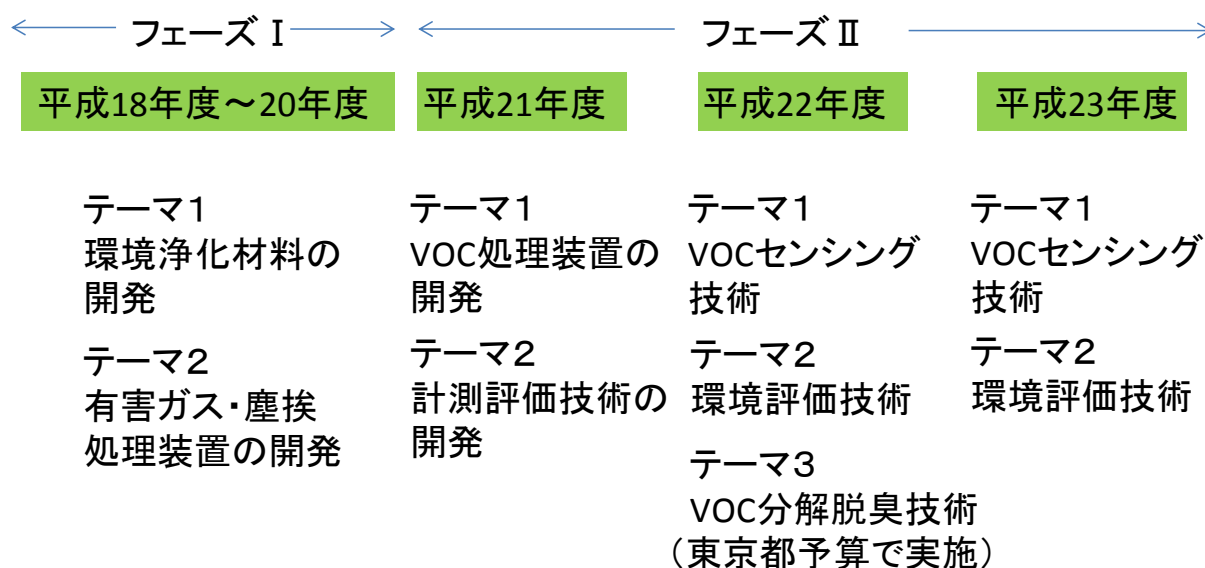 フェーズⅠ
フェーズⅡ
平成18年度～20年度
平成21年度
平成22年度
平成23年度
テーマ1
環境浄化材料の
開発
テーマ2
有害ガス・塵挨
処理装置の開発
テーマ１
VOC処理装置の
開発
テーマ2
計測評価技術の
開発
テーマ１
VOCセンシング
技術
テーマ2
環境評価技術
テーマ３
VOC分解脱臭技術
（東京都予算で実施）
テーマ１
VOCセンシング
技術
テーマ2
環境評価技術